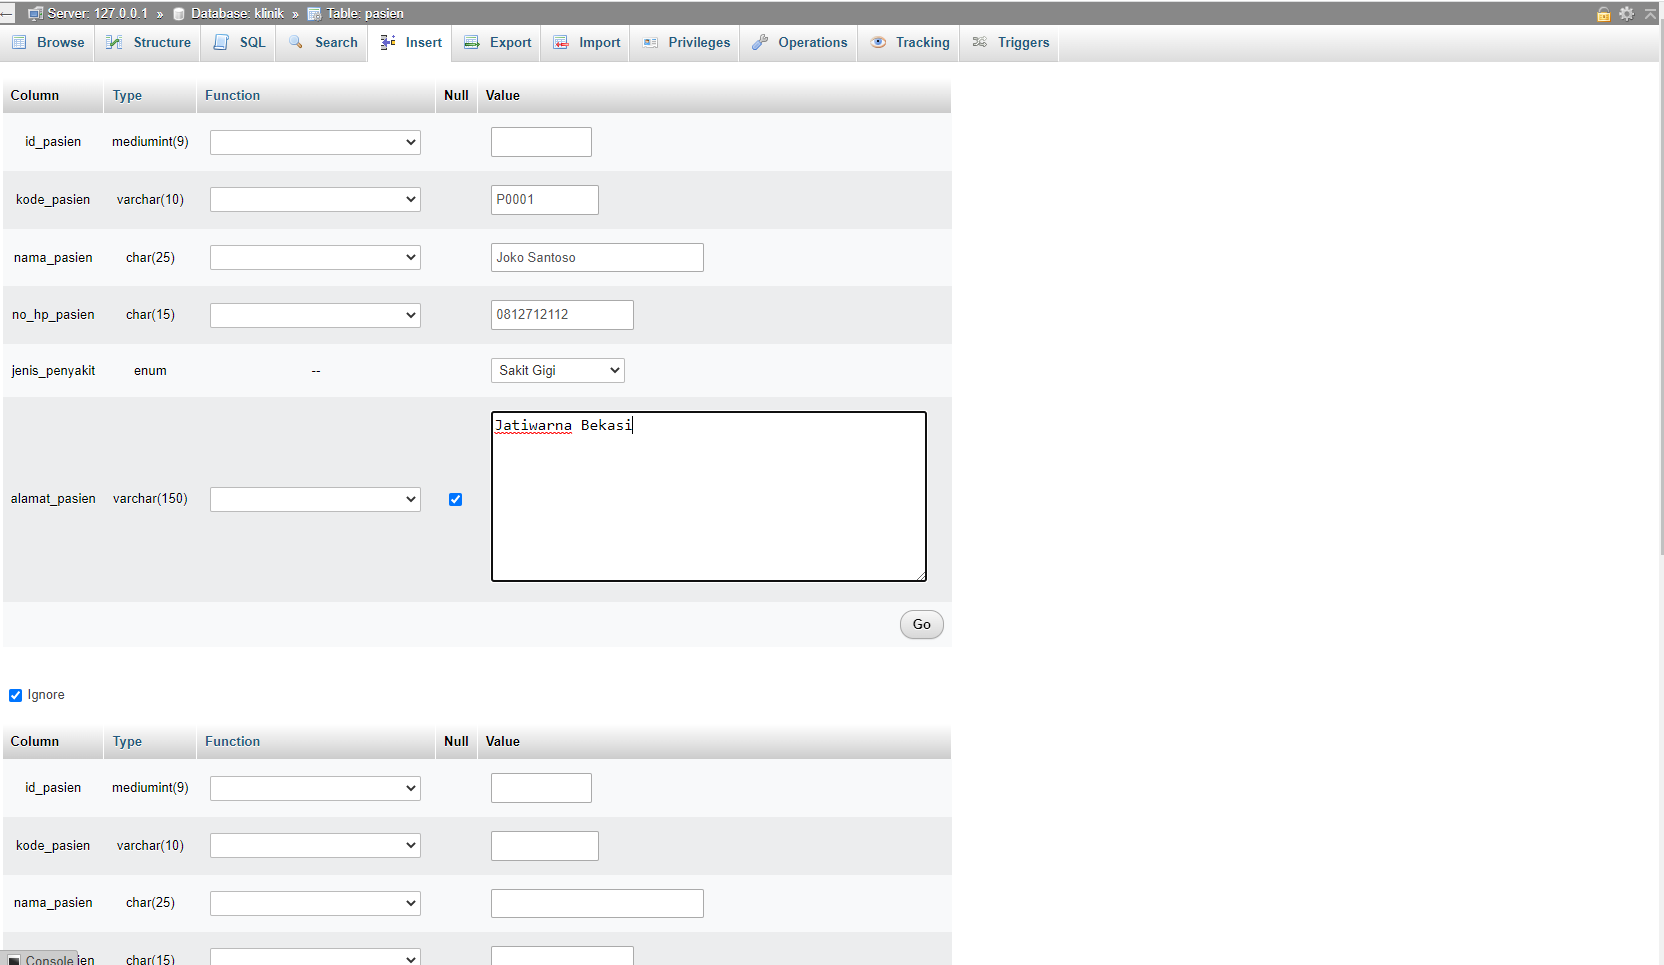 Server: 127.0.0.1 » Database: klinik » Table: pasien
Browse Structure SQL Search Insert Export Import Privileges Operations Tracking Triggers
Column Type Function Null Value
id_pasien mediumint(9)
kode_pasien varchar(10) P0001
nama_pasien char(25) Joko Santoso
no_hp_pasien char(15) 0812712112
jenis_penyakit enum -- Sakit Gigi
Jatiwarna Bekasi
alamat_pasien varchar(150)
Go
Ignore
Column Type Function Null Value
id_pasien mediumint(9)
kode_pasien varchar(10)
nama_pasien char(25)
Console ien char(15)